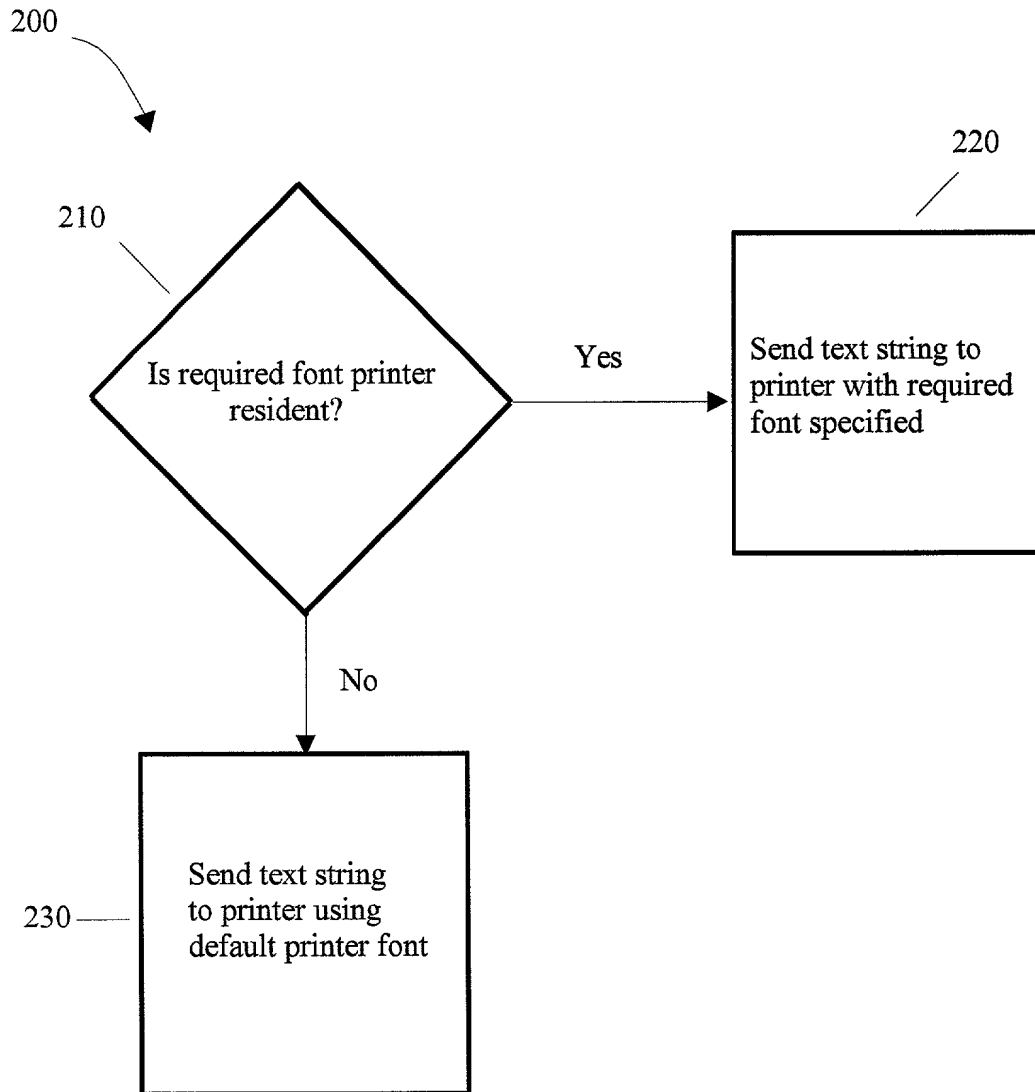 200
220
210
Is required font printer
resident?
Yes
Send text string to
printer with required
font specified
No
Send text string
to printer using
default printer font
230